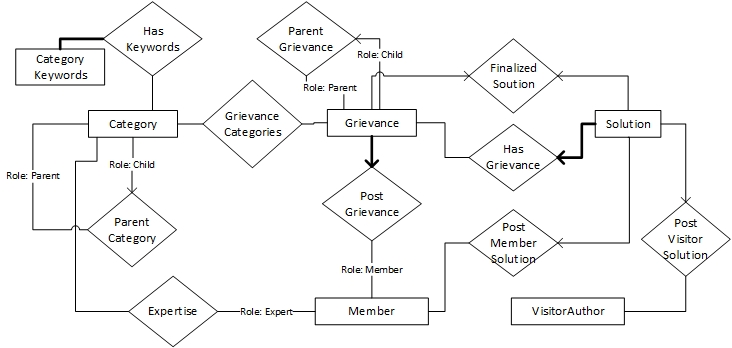 Has
Keywords
Category
Keywords
Parent
Grievance
Role: Child
Role: Parent
Finalized
Soution
Category
Grievance
Categories
Grievance
Solution
Has
Grievance
Role: Child
Role: Parent
Parent
Category
Post
Grievance
Post
Member
Solution
Post
Visitor
Solution
Role: Member
Expertise
Role: Expert
Member
VisitorAuthor